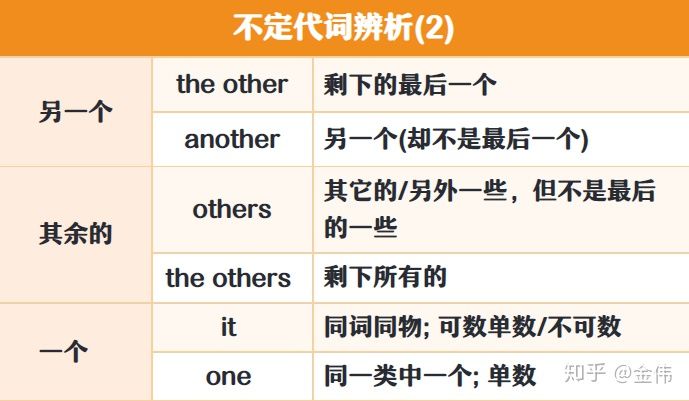 不定代词辨析(2)
另一个
the other
剩下的最后一个
another
另一个(却不是最后一个)
其余的
others
其它的/另外一些，但不是最后
的一些
the others
剩下所有的
一个
it
同词同物; 可数单数/不可数
one
同一类中一个; 单数
知乎 @金伟